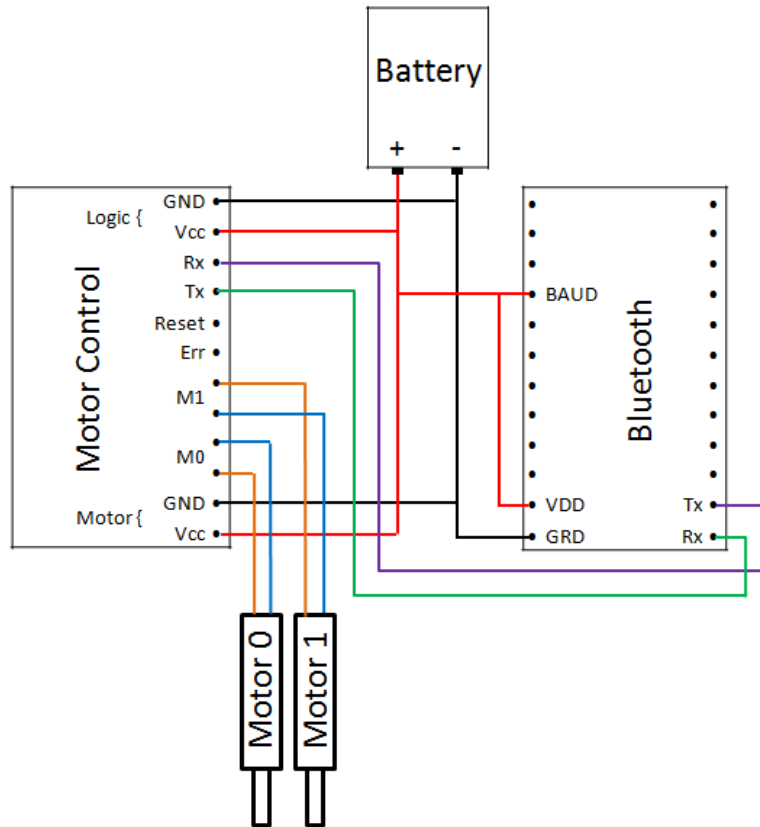 Battery
+ -
Motor Control
Logic {
GND
Vcc
Rx
Tx
Reset
Err
M1
M0
Motor {
GND
Vcc
Bluetooth
BAUD
VDD
GRD
Tx
Rx
Motor 0
Motor 1